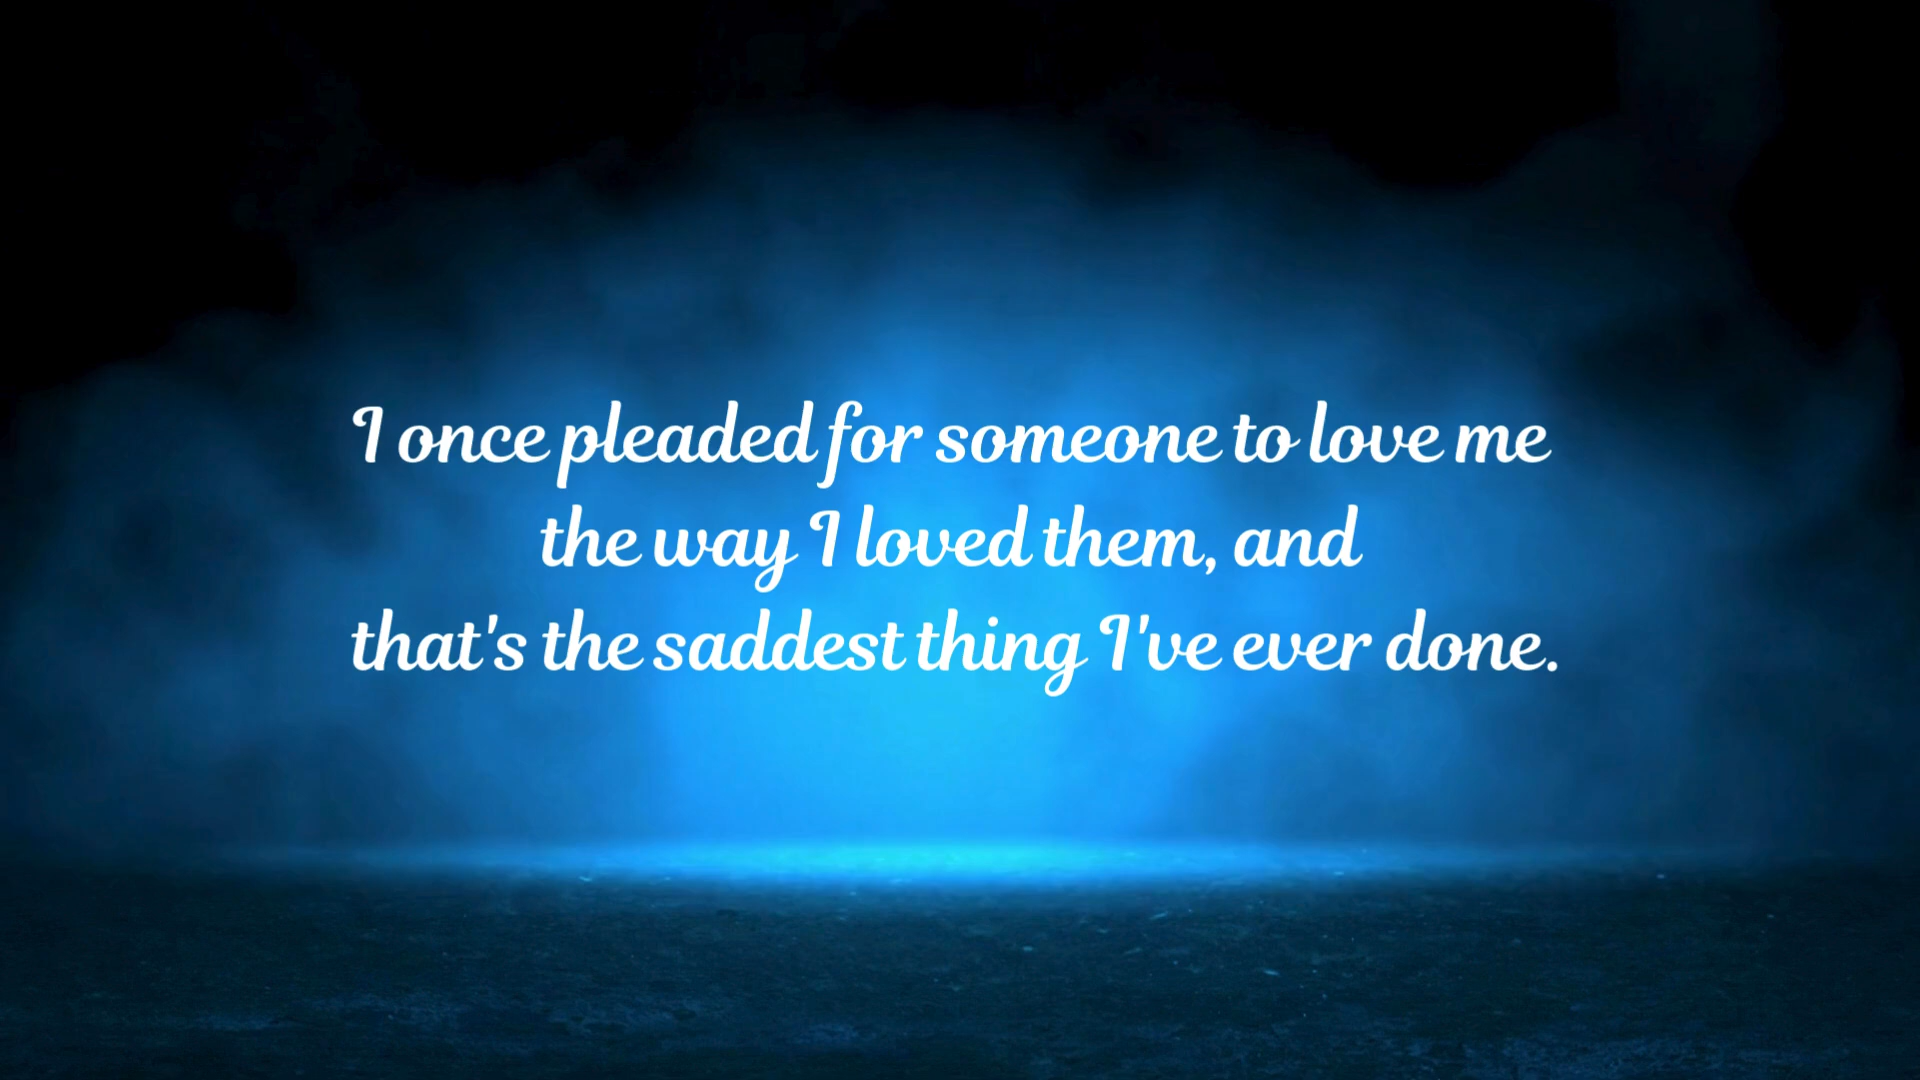 I once pleaded for someone to love me
the way I loved them, and
that's the saddest thing I've ever done.